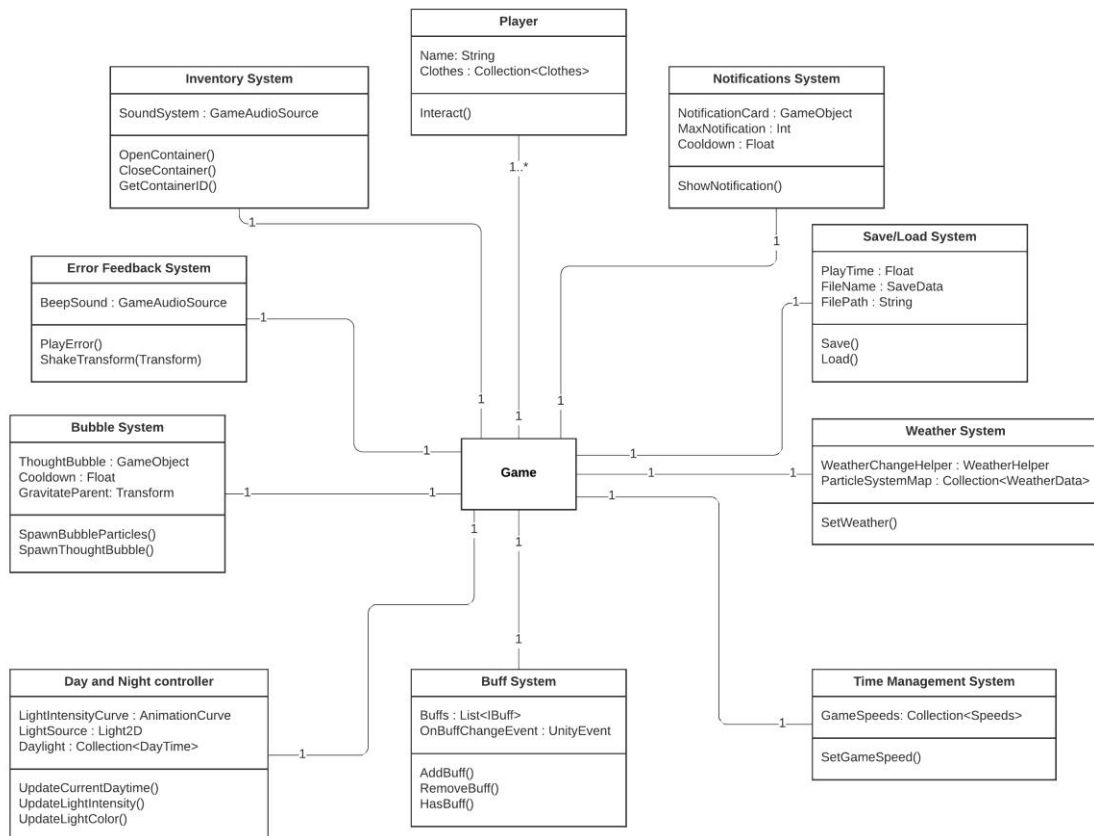 Player
Name: String
Clothes : Collection<Clothes>
Interact()
1..*
1
Inventory System
SoundSystem : GameAudioSource
OpenContainer()
CloseContainer()
GetContainerID()
1
1
Notifications System
NotificationCard : GameObject
MaxNotification : Int
Cooldown : Float
ShowNotification()
1
1
Error Feedback System
BeepSound : GameAudioSource
PlayError()
ShakeTransform(Transform)
1
1
Save/Load System
PlayTime : Float
FileName : SaveData
FilePath : String
Save()
Load()
1
1
Bubble System
ThoughtBubble : GameObject
Cooldown : Float
GravitateParent: Transform
SpawnBubbleParticles()
SpawnThoughtBubble()
1
1
Game
Weather System
WeatherChangeHelper : WeatherHelper
ParticleSystemMap : Collection<WeatherData>
SetWeather()
1
1
Day and Night controller
LightIntensityCurve : AnimationCurve
LightSource : Light2D
Daylight : Collection<DayTime>
UpdateCurrentDaytime()
UpdateLightIntensity()
UpdateLightColor()
1
1
Buff System
Buffs : List<IBuff>
OnBuffChangeEvent : UnityEvent
AddBuff()
RemoveBuff()
HasBuff()
1
1
Time Management System
GameSpeeds: Collection<Speeds>
SetGameSpeed()
1
1